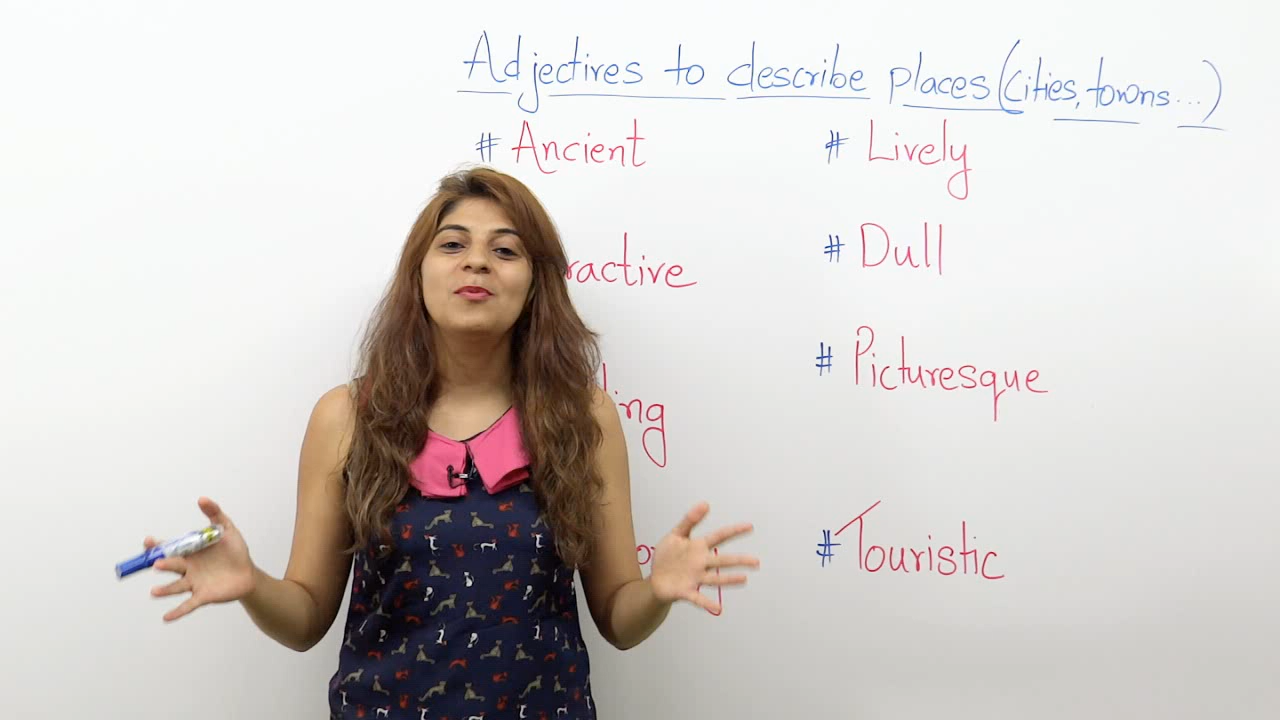 Adjectives to describe places (cities, towns...)
# Ancient
# Lively
# Dull
# Picturesque
# Touristic